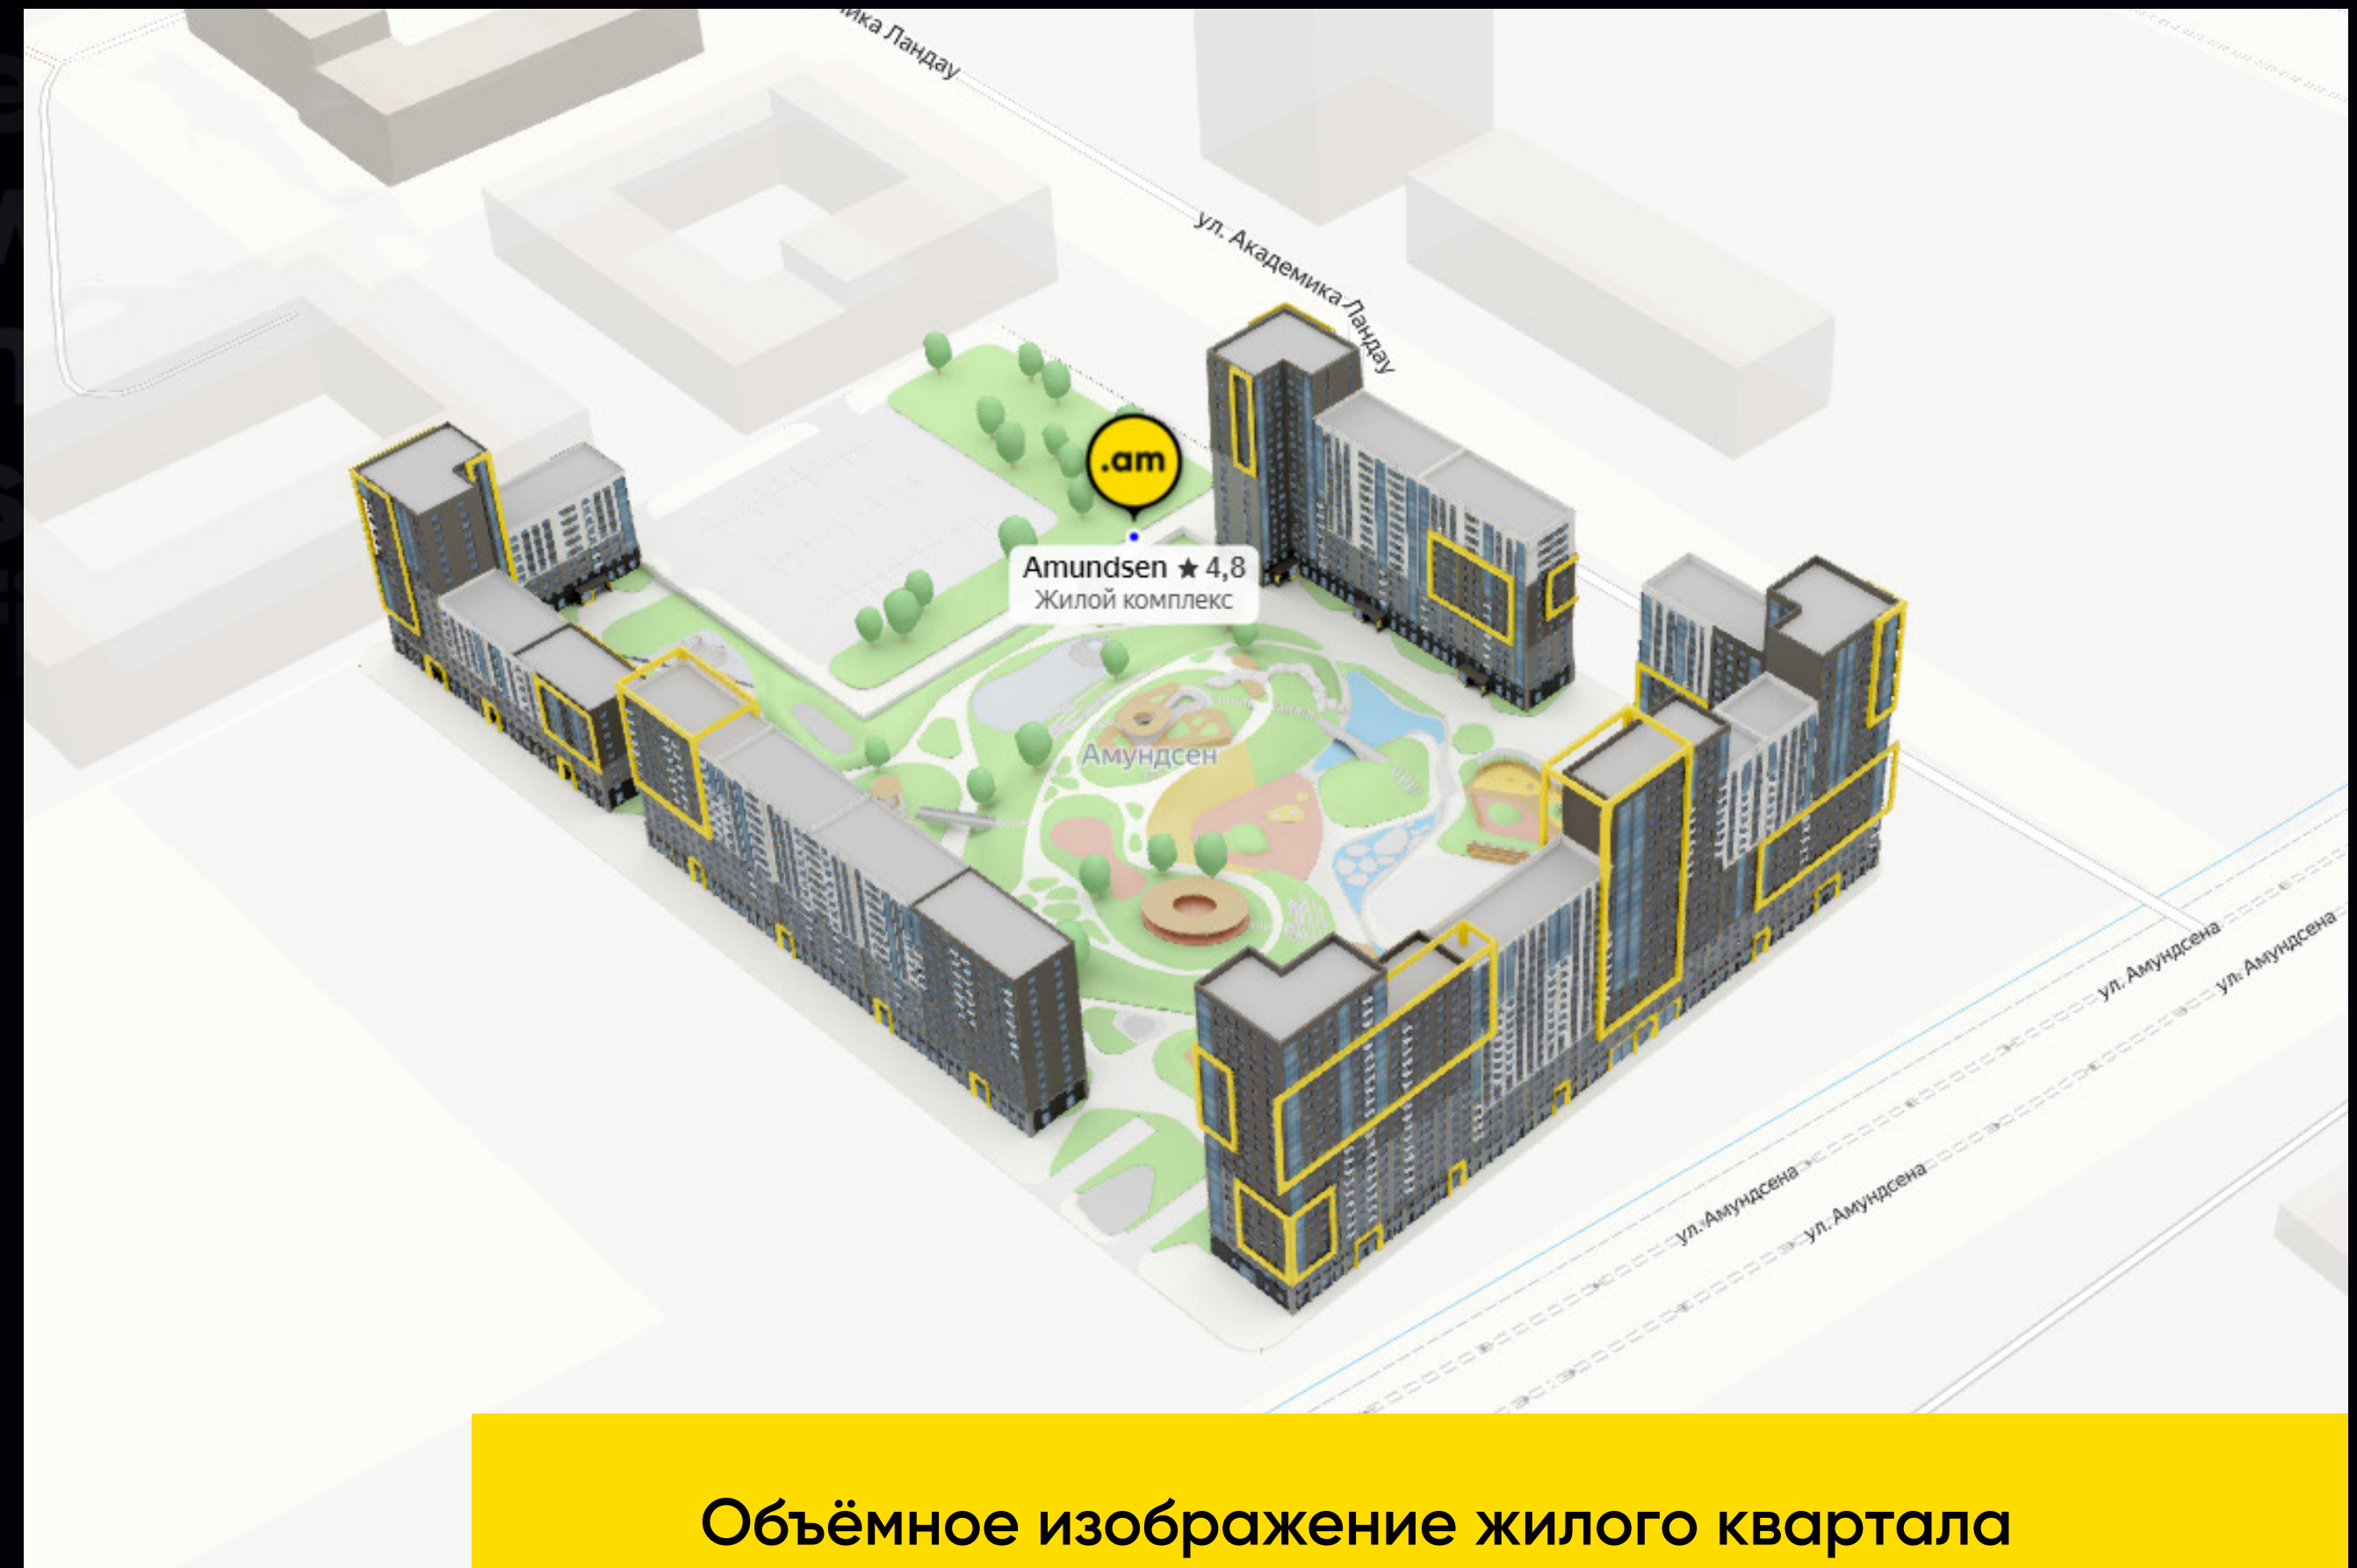 ика Ландау
ул. Академика Ландау
.am
Amundsen ★ 4,8
Жилой комплекс
Амундсен
ул. Амундсена
ул. Амундсена
ул. Амундсена
ул. Амундсена
Объёмное изображение жилого квартала